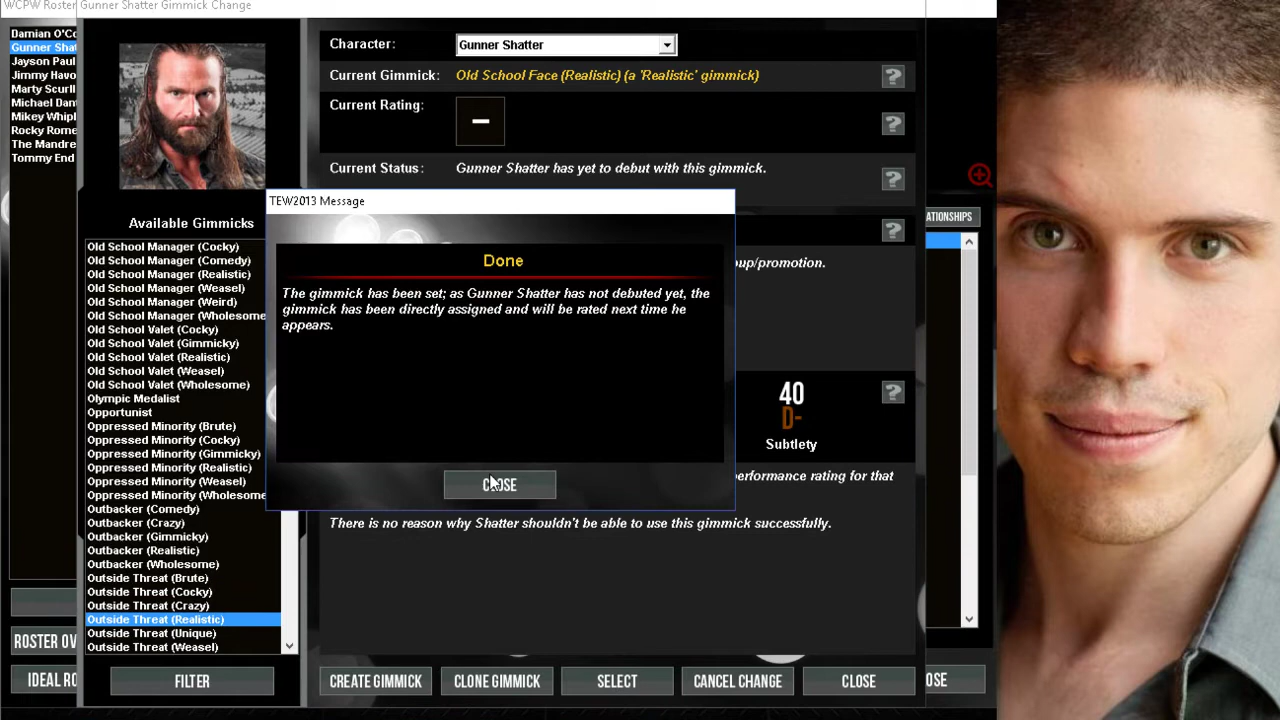 WCPW Roster
Gunner Shatter Gimmick Change
Damian O'Co
Gunner Shat
Jayson Paul
Jimmy Havo
Marty Scurll
Michael Dan
Mikey Whipl
Rocky Rome
The Mandre
Tommy End
ROSTER OV
IDEAL RO
Available Gimmicks
Old School Manager (Cocky)
Old School Manager (Comedy)
Old School Manager (Realistic)
Old School Manager (Weasel)
Old School Manager (Weird)
Old School Manager (Wholesome
Old School Valet (Cocky)
Old School Valet (Gimmicky)
Old School Valet (Realistic)
Old School Valet (Weasel)
Old School Valet (Wholesome)
Olympic Medalist
Opportunist
Oppressed Minority (Brute)
Oppressed Minority (Cocky)
Oppressed Minority (Gimmicky)
Oppressed Minority (Realistic)
Oppressed Minority (Weasel)
Oppressed Minority (Wholesome
Outbacker (Comedy)
Outbacker (Crazy)
Outbacker (Gimmicky)
Outbacker (Realistic)
Outbacker (Wholesome)
Outside Threat (Brute)
Outside Threat (Cocky)
Outside Threat (Crazy)
Outside Threat (Realistic)
Outside Threat (Unique)
Outside Threat (Weasel)
FILTER
Character:
Gunner Shatter
Current Gimmick:
Old School Face (Realistic) (a 'Realistic' gimmick)
?
Current Rating:
?
Current Status:
Gunner Shatter has yet to debut with this gimmick.
?
TEW2013 Message
Done
The gimmick has been set; as Gunner Shatter has not debuted yet, the
gimmick has been directly assigned and will be rated next time he
appears.
CLOSE
?
oup/promotion.
40
D-
Subtlety
?
performance rating for that
There is no reason why Shatter shouldn't be able to use this gimmick successfully.
CREATE GIMMICK
CLONE GIMMICK
SELECT
CANCEL CHANGE
CLOSE
ATIONSHIPS
OSE